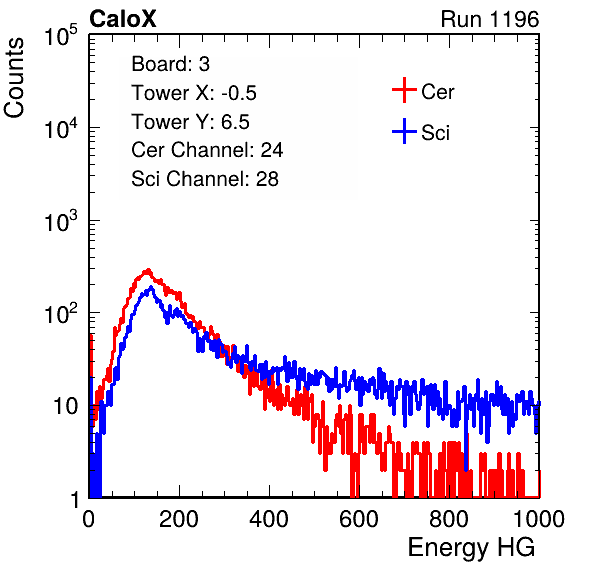 CaloX Run 1196
Counts
10^5
10^4
10^3
10^2
10
1
Board: 3
Tower X: -0.5
Tower Y: 6.5
Cer Channel: 24
Sci Channel: 28
Cer
Sci
0 200 400 600 800 1000
Energy HG